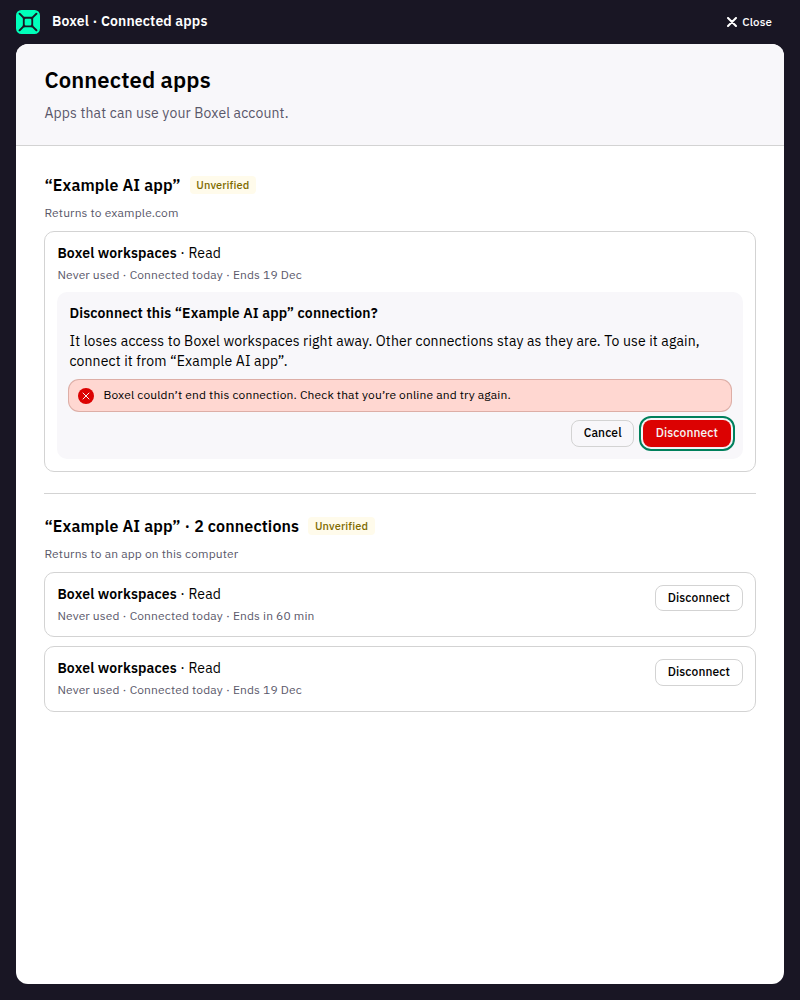 Boxel · Connected apps
Close
Connected apps
Apps that can use your Boxel account.
“Example AI app” Unverified
Returns to example.com
Boxel workspaces · Read
Never used · Connected today · Ends 19 Dec
Disconnect this “Example AI app” connection?
It loses access to Boxel workspaces right away. Other connections stay as they are. To use it again,
connect it from “Example AI app”.
Boxel couldn’t end this connection. Check that you’re online and try again.
Cancel
Disconnect
“Example AI app” · 2 connections Unverified
Returns to an app on this computer
Boxel workspaces · Read
Disconnect
Never used · Connected today · Ends in 60 min
Boxel workspaces · Read
Disconnect
Never used · Connected today · Ends 19 Dec